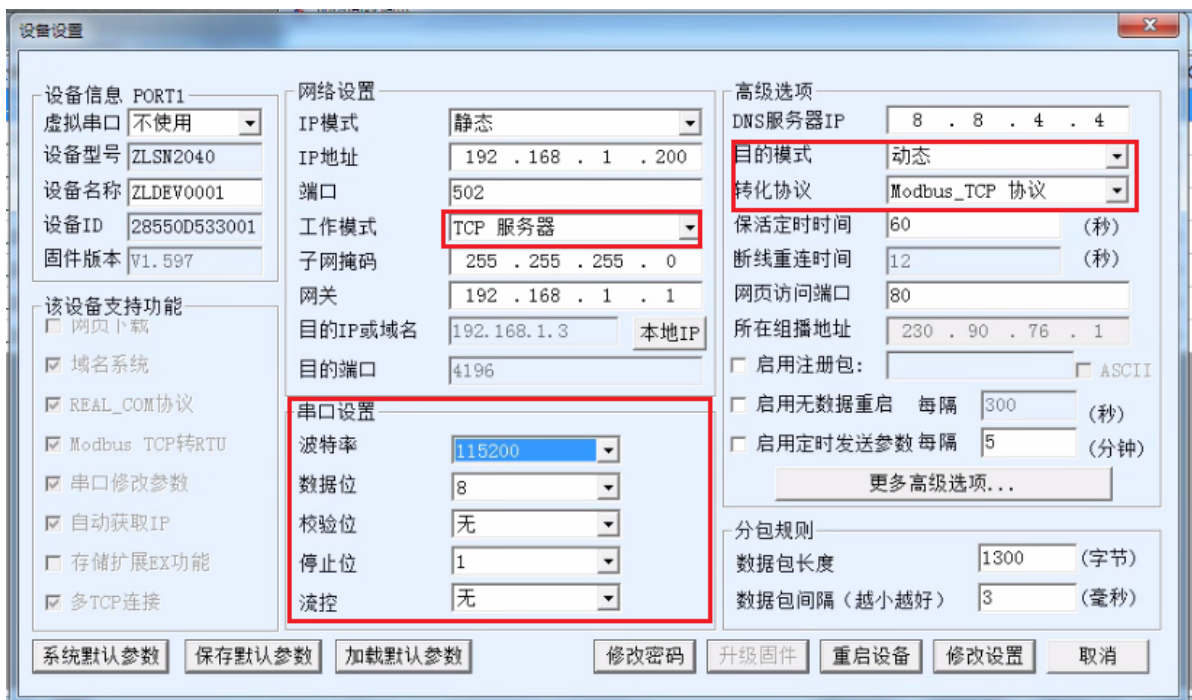 设备设置
设备信息 PORT1
虚拟串口 不使用
设备型号 ZLSN2040
设备名称 ZLDEV0001
设备ID 28550D533001
固件版本 V1.597
该设备支持功能
网页下载
域名系统
REAL_COM协议
Modbus TCP转RTU
串口修改参数
自动获取IP
存储扩展EX功能
多TCP连接
网络设置
IP模式 静态
IP地址 192 . 168 . 1 . 200
端口 502
工作模式 TCP 服务器
子网掩码 255 . 255 . 255 . 0
网关 192 . 168 . 1 . 1
目的IP或域名 192.168.1.3 本地IP
目的端口 4196
串口设置
波特率 115200
数据位 8
校验位 无
停止位 1
流控 无
高级选项
DNS服务器IP 8 . 8 . 4 . 4
目的模式 动态
转化协议 Modbus_TCP 协议
保活定时时间 60 (秒)
断线重连时间 12 (秒)
网页访问端口 80
所在组播地址 230 . 90 . 76 . 1
启用注册包: ASCII
启用无数据重启 每隔 300 (秒)
启用定时发送参数 每隔 5 (分钟)
更多高级选项...
分包规则
数据包长度 1300 (字节)
数据包间隔(越小越好) 3 (毫秒)
系统默认参数 保存默认参数 加载默认参数 修改密码 升级固件 重启设备 修改设置 取消